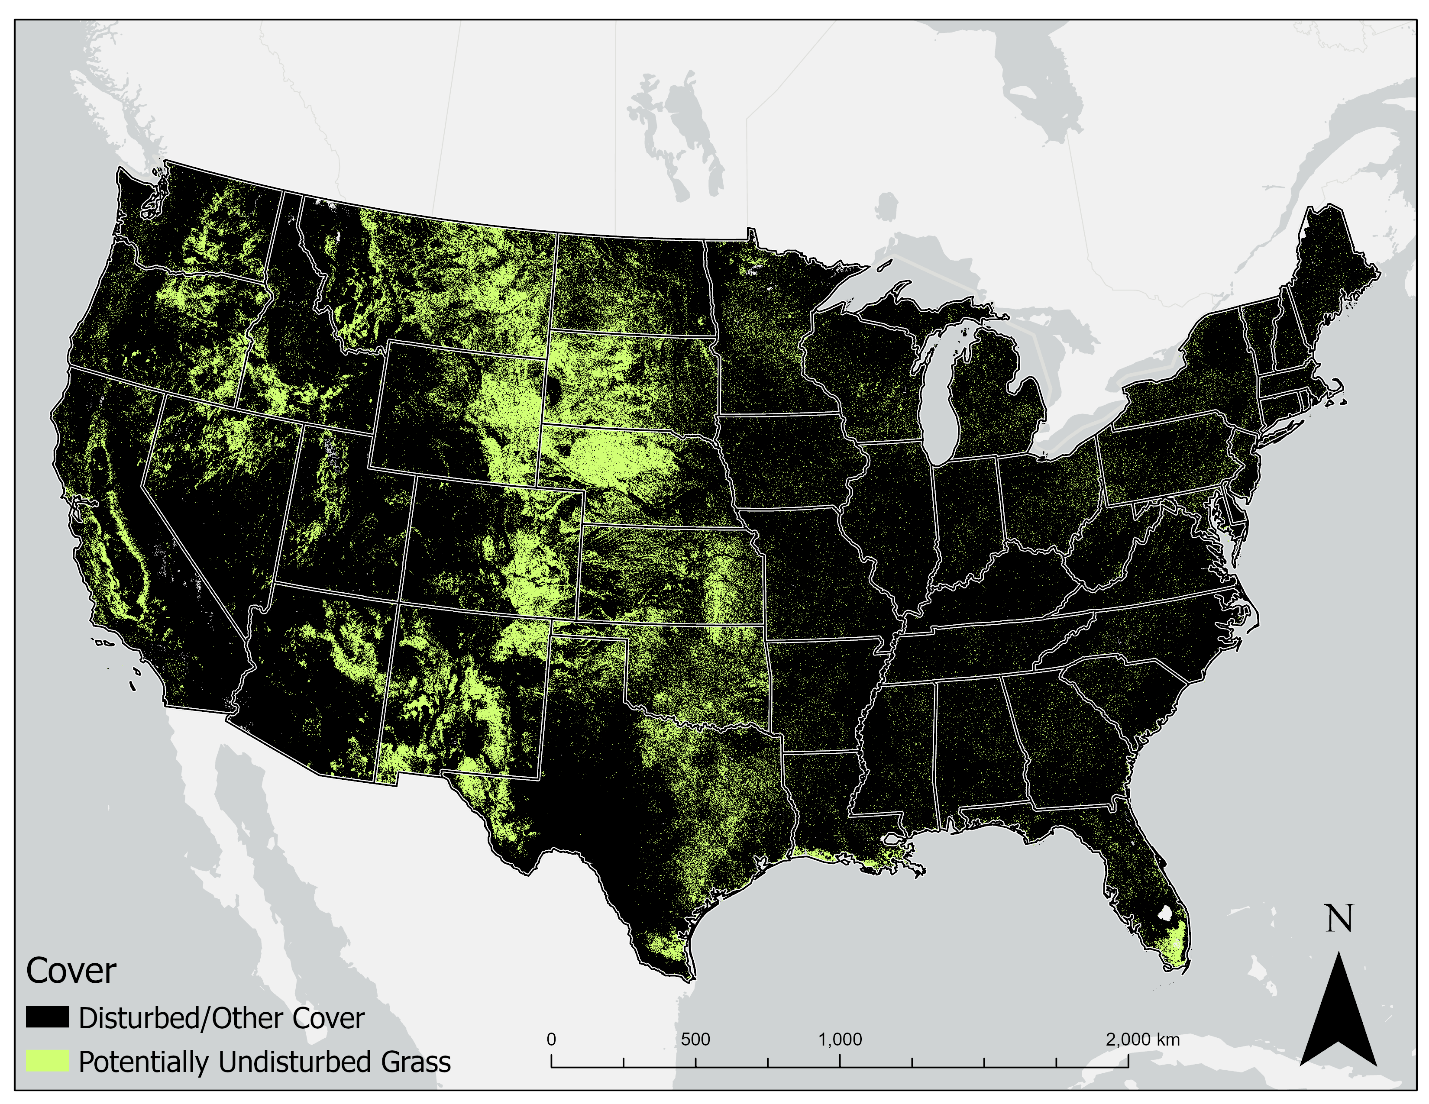 N
Cover
Disturbed/Other Cover
Potentially Undisturbed Grass
0 500 1,000 2,000 km